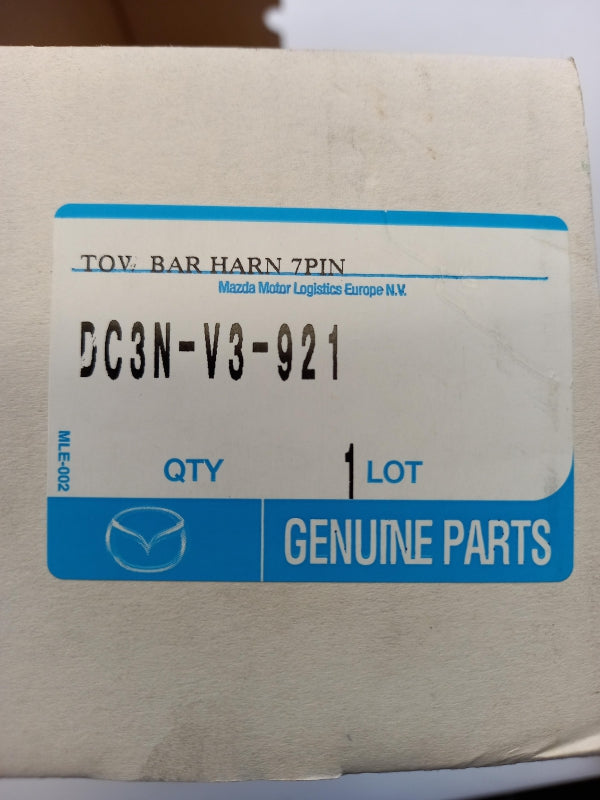 TOW BAR HARN 7PIN
Mazda Motor Logistics Europe N.V.
DC3N-V3-921
MLE-002
QTY 1 LOT
GENUINE PARTS